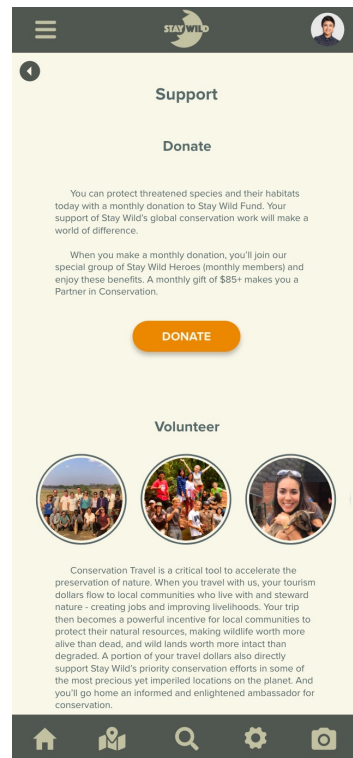 STAY WILD
Support
Donate
You can protect threatened species and their habitats
today with a monthly donation to Stay Wild Fund. Your
support of Stay Wild's global conservation work will make a
world of difference.
When you make a monthly donation, you'll join our
special group of Stay Wild Heroes (monthly members) and
enjoy these benefits. A monthly gift of $85+ makes you a
Partner in Conservation.
DONATE
Volunteer
Conservation Travel is a critical tool to accelerate the
preservation of nature. When you travel with us, your tourism
dollars flow to local communities who live with and steward
nature - creating jobs and improving livelihoods. Your trip
then becomes a powerful incentive for local communities to
protect their natural resources, making wildlife worth more
alive than dead, and wild lands worth more intact than
degraded. A portion of your travel dollars also directly
support Stay Wild's priority conservation efforts in some of
the most precious yet imperiled locations on the planet. And
you'll go home an informed and enlightened ambassador for
conservation.